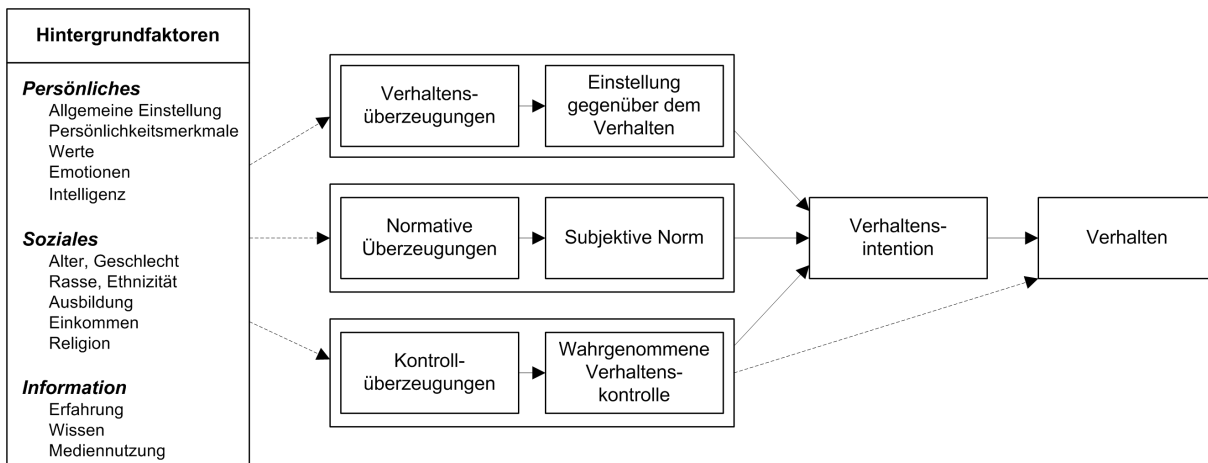 Hintergrundfaktoren
Persönliches
Allgemeine Einstellung
Persönlichkeitsmerkmale
Werte
Emotionen
Intelligenz
Soziales
Alter, Geschlecht
Rasse, Ethnizität
Ausbildung
Einkommen
Religion
Information
Erfahrung
Wissen
Mediennutzung
Verhaltens-
überzeugungen
Einstellung
gegenüber dem
Verhalten
Normative
Überzeugungen
Subjektive Norm
Kontroll-
überzeugungen
Wahrgenommene
Verhaltens-
kontrolle
Verhaltens-
intention
Verhalten